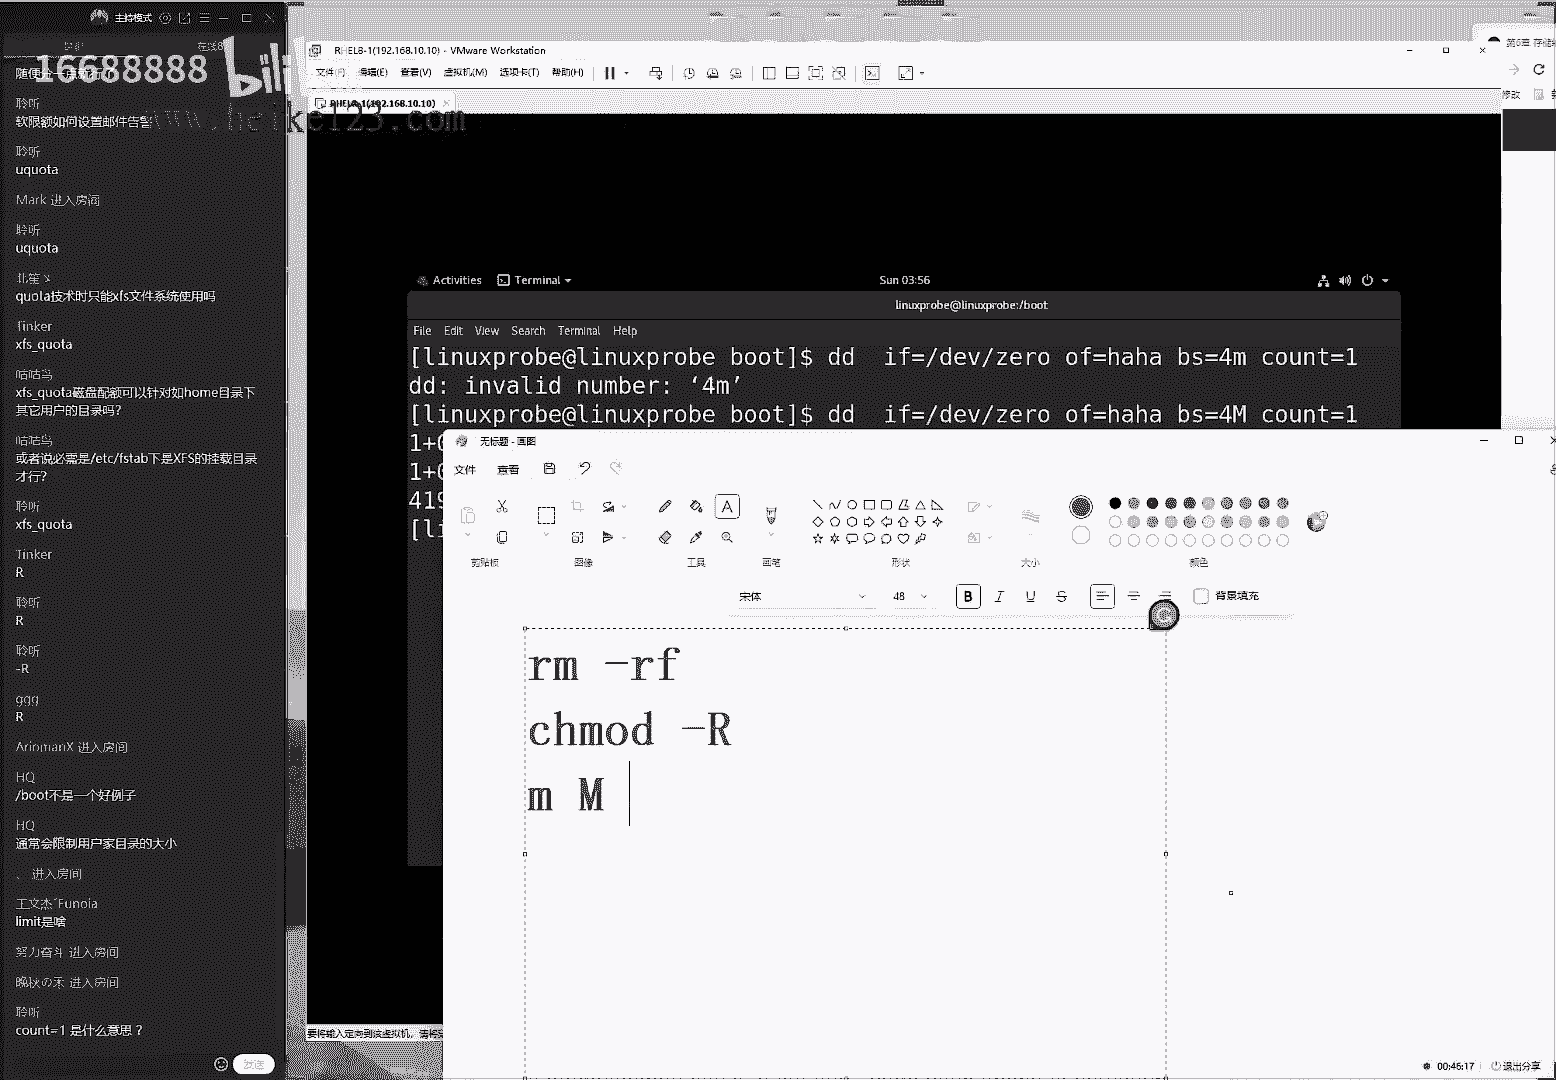 主持模式
16688888
bili
www.heike123.com
聆听
软限额如何设置邮件告警
聆听
uquota
Mark 进入房间
聆听
uquota
quola技术时只能xfs文件系统使用吗
Tinker
xfs_quota
咕咕鸟
xfs_quota磁盘配额可以针对如home目录下
其它用户的目录吗?
咕咕鸟
或者说必需是/etc/fstab下是XFS的挂载目录
才行?
聆听
xfs_quota
Tinker
R
聆听
R
聆听
-R
ggg
R
AriomanX 进入房间
HQ
/boot不是一个好例子
HQ
通常会限制用户家目录的大小
、 进入房间
王文杰´Funoia
limit是啥
努力奋斗 进入房间
晚秋の禾 进入房间
聆听
count=1 是什么意思？
发送
RHEL8-1(192.168.10.10) - VMware Workstation
文件(F) 编辑(E) 查看(V) 虚拟机(M) 选项卡(T) 帮助(H)
RHEL8-1(192.168.10.10)
Activities Terminal Sun 03:56
linuxprobe@linuxprobe:/boot
File Edit View Search Terminal Help
[linuxprobe@linuxprobe boot]$ dd  if=/dev/zero of=haha bs=4m count=1
dd: invalid number: ‘4m’
[linuxprobe@linuxprobe boot]$ dd  if=/dev/zero of=haha bs=4M count=1
1+0
1+0
419
[li
无标题 - 画图
文件 查看
剪贴板 图像 工具 画笔 形状 大小 颜色
宋体 48 B I U S 背景填充
rm -rf
chmod -R
m M
要将输入定向到该虚拟机，请将
00:45:17 退出分享